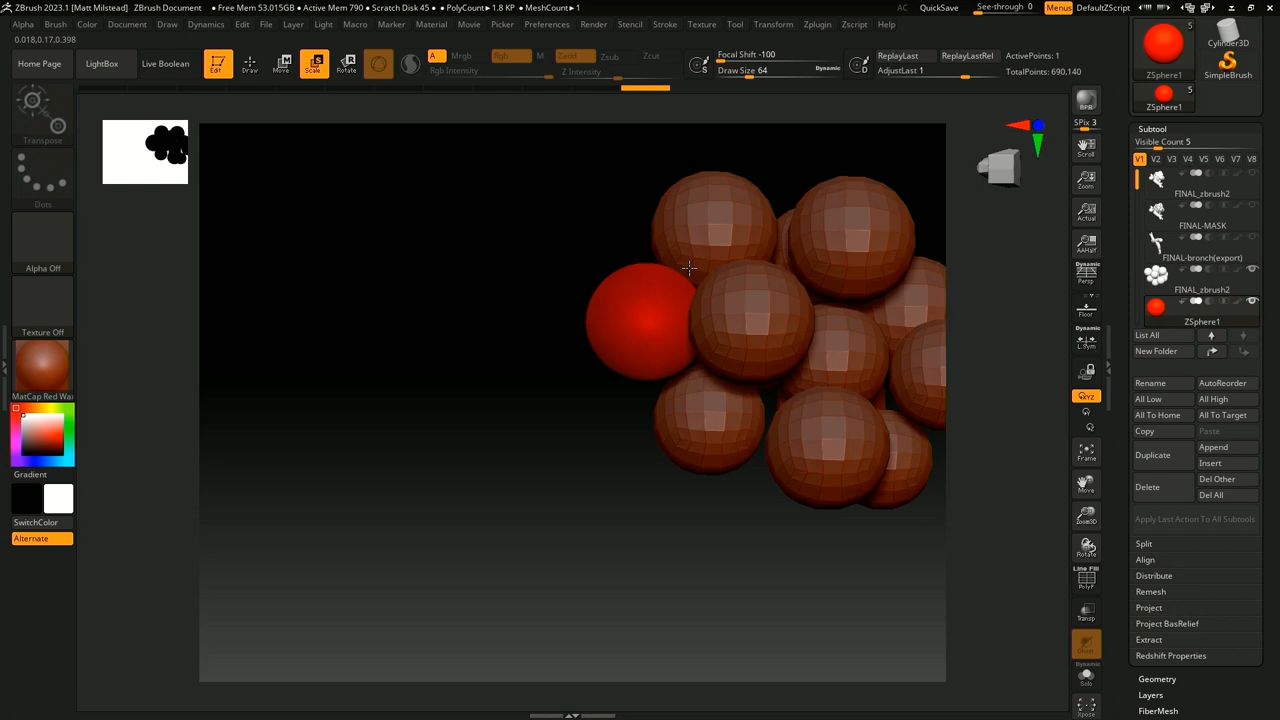 ZBrush 2023.1 [Matt Milstead] ZBrush Document • Free Mem 53.015GB • Active Mem 790 • Scratch Disk 45 • PolyCount▸1.8 KP • MeshCount▸1
AC QuickSave See-through 0 Menus DefaultZScript
Alpha Brush Color Document Draw Dynamics Edit File Layer Light Macro Marker Material Movie Picker Preferences Render Stencil Stroke Texture Tool Transform Zplugin Zscript Help
0.018,0.17,0.398
Home Page LightBox Live Boolean Edit Draw Move Scale Rotate
A Mrgb Rgb M Zadd Zsub Zcut
Rgb Intensity Z Intensity
Focal Shift -100
Draw Size 64 Dynamic
S D
ReplayLast ReplayLastRel ActivePoints: 1
AdjustLast 1 TotalPoints: 690,140
Transpose
Dots
Alpha Off
Texture Off
MatCap Red Wa
Gradient
SwitchColor
Alternate
BPR
SPix 3
Scroll
Zoom
Actual
AAHalf
Dynamic
Persp
Floor
Dynamic
L.Sym
XYZ
Frame
Move
Zoom3D
Rotate
Line Fill
PolyF
Transp
Ghost
Dynamic
Solo
Xpose
5
ZSphere1
Cylinder3D
SimpleBrush
5
ZSphere1
Subtool
Visible Count 5
V1 V2 V3 V4 V5 V6 V7 V8
FINAL_zbrush2
FINAL-MASK
FINAL-bronch(export)
FINAL_zbrush2
ZSphere1
List All
New Folder
Rename AutoReorder
All Low All High
All To Home All To Target
Copy Paste
Duplicate Append
Insert
Delete Del Other
Del All
Apply Last Action To All Subtools
Split
Align
Distribute
Remesh
Project
Project BasRelief
Extract
Redshift Properties
Geometry
Layers
FiberMesh